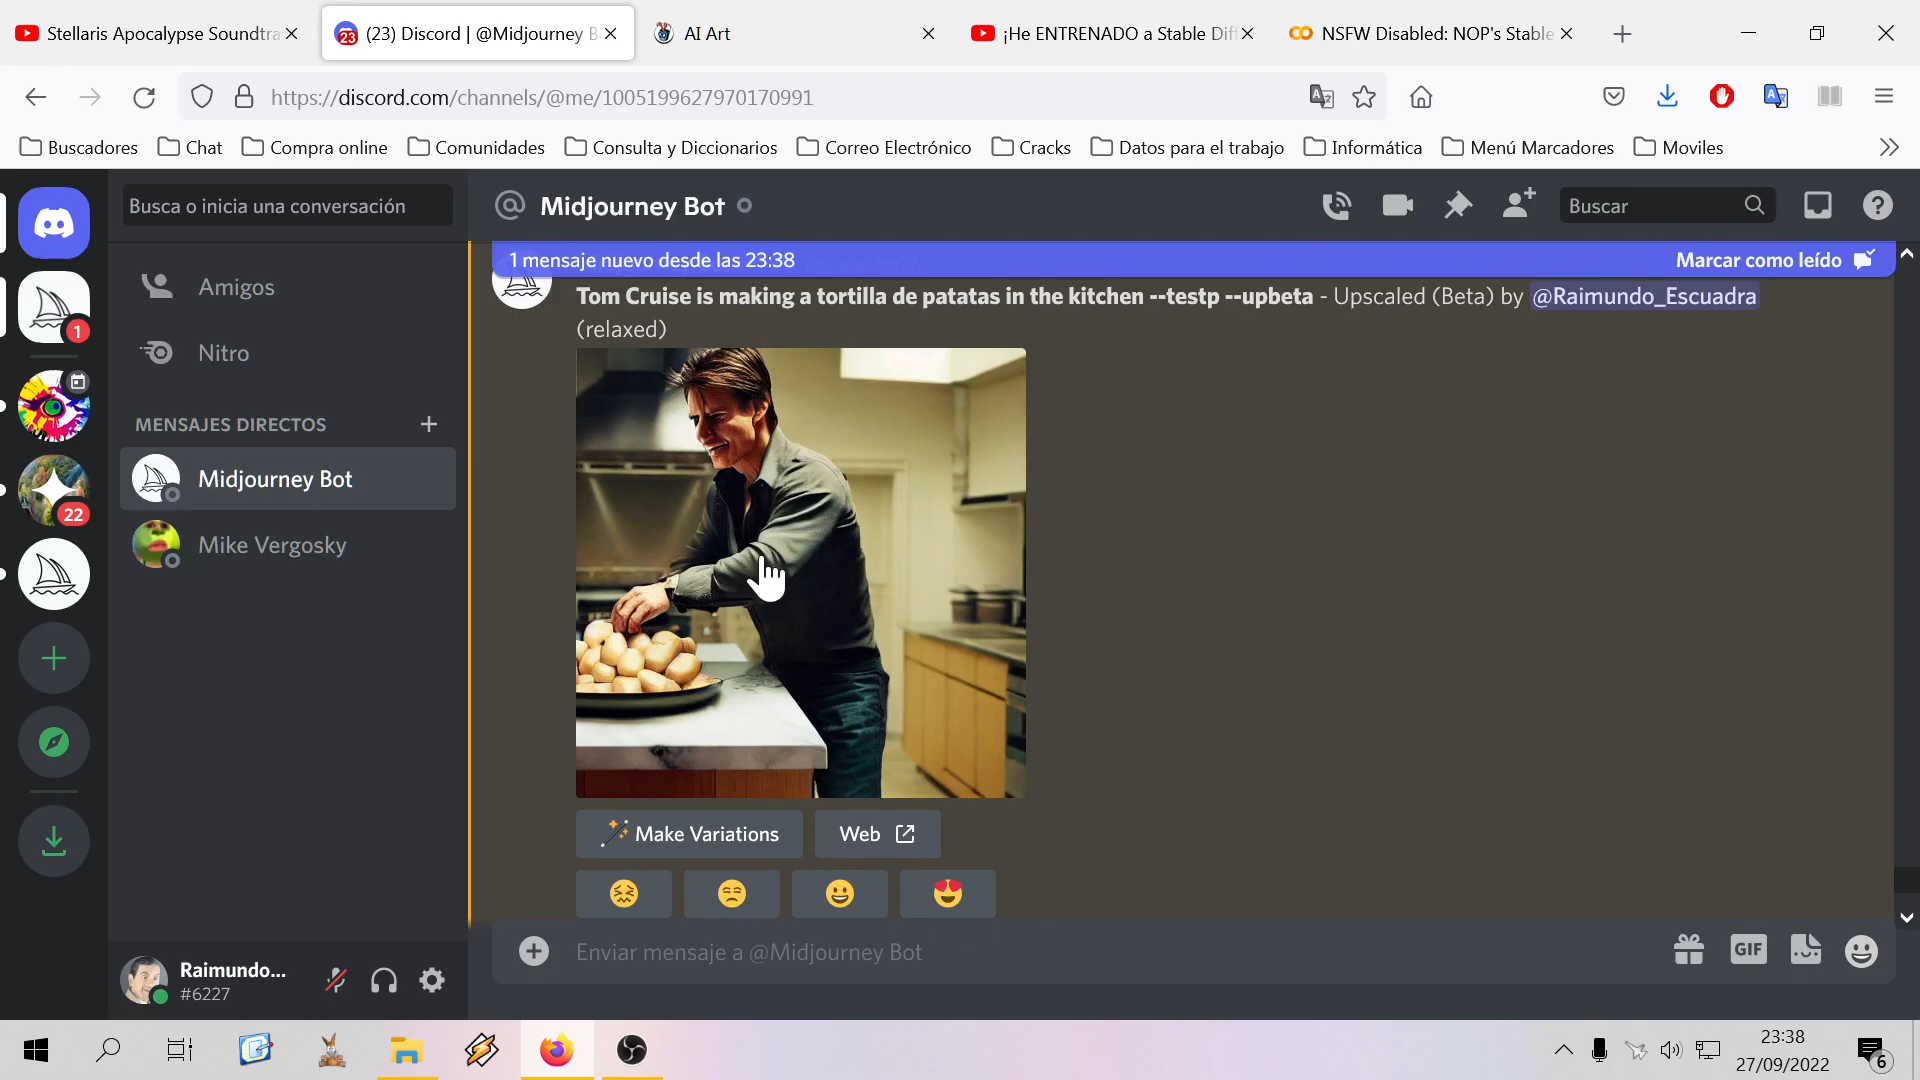 Stellaris Apocalypse Soundtra
(23) Discord | @Midjourney B
AI Art
¡He ENTRENADO a Stable Diff
NSFW Disabled: NOP's Stable
https://discord.com/channels/@me/1005199627970170991
Buscadores
Chat
Compra online
Comunidades
Consulta y Diccionarios
Correo Electrónico
Cracks
Datos para el trabajo
Informática
Menú Marcadores
Moviles
Busca o inicia una conversación
Midjourney Bot
Buscar
1 mensaje nuevo desde las 23:38
Marcar como leído
Amigos
Nitro
MENSAJES DIRECTOS
Midjourney Bot
Mike Vergosky
1
22
Tom Cruise is making a tortilla de patatas in the kitchen --testp --upbeta - Upscaled (Beta) by @Raimundo_Escuadra
(relaxed)
Make Variations
Web
Enviar mensaje a @Midjourney Bot
GIF
Raimundo...
#6227
23:38
27/09/2022
6